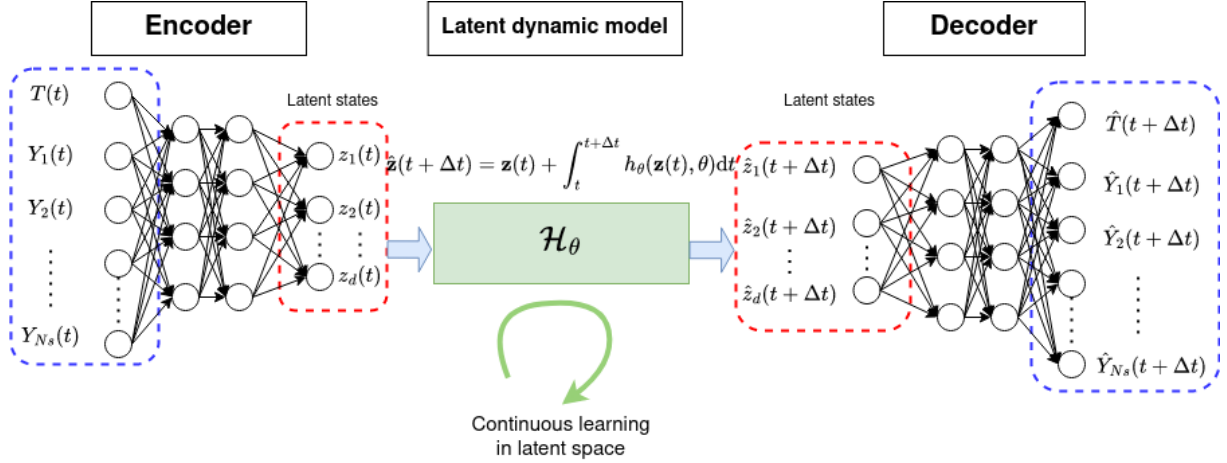 Encoder
Latent dynamic model
Decoder
T(t)
Y₁(t)
Y₂(t)
Y_{Ns}(t)
Latent states
z₁(t)
z₂(t)
z_d(t)
ẑ(t + Δt) = z(t) + ∫_t^{t+Δt} h_θ(z(t), θ)dt
ℋ_θ
Continuous learning
in latent space
Latent states
ẑ₁(t + Δt)
ẑ₂(t + Δt)
ẑ_d(t + Δt)
T̂(t + Δt)
Ŷ₁(t + Δt)
Ŷ₂(t + Δt)
Ŷ_{Ns}(t + Δt)